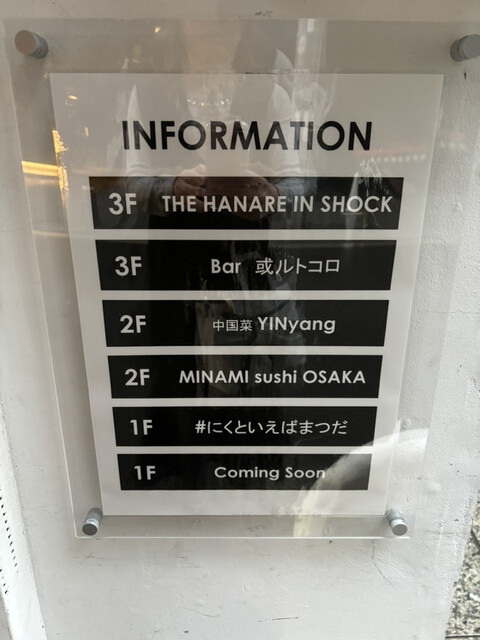 INFORMATION
3F THE HANARE IN SHOCK
3F Bar 或ルトコロ
2F 中国菜 YINyang
2F MINAMI sushi OSAKA
1F #にくといえばまつだ
1F Coming Soon